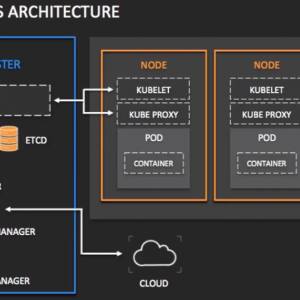 S ARCHITECTURE
STER
ETCD
R
ANAGER
ANAGER
NODE
KUBELET
KUBE PROXY
POD
CONTAINER
NODE
KUBELET
KUBE PROXY
POD
CONTAINER
CLOUD